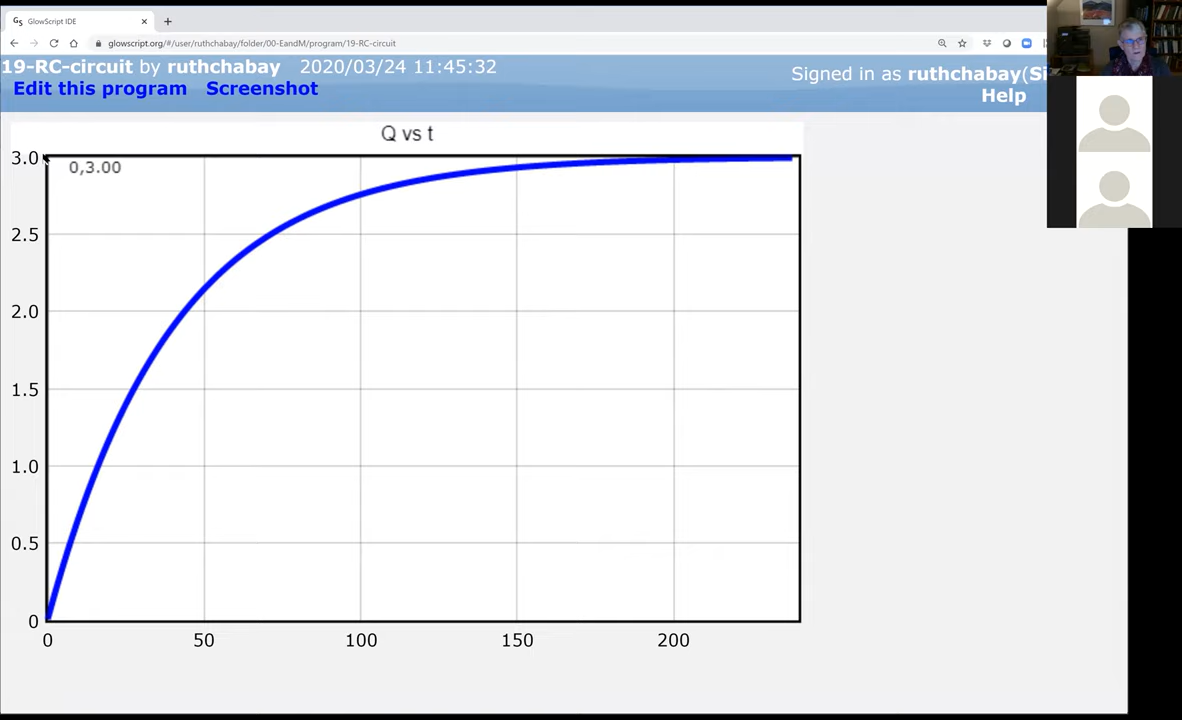 GS GlowScript IDE
glowscript.org/#/user/ruthchabay/folder/00-EandM/program/19-RC-circuit
19-RC-circuit by ruthchabay 2020/03/24 11:45:32
Signed in as ruthchabay(Si
Edit this program Screenshot
Help
Q vs t
3.0
0,3.00
2.5
2.0
1.5
1.0
0.5
0
0 50 100 150 200